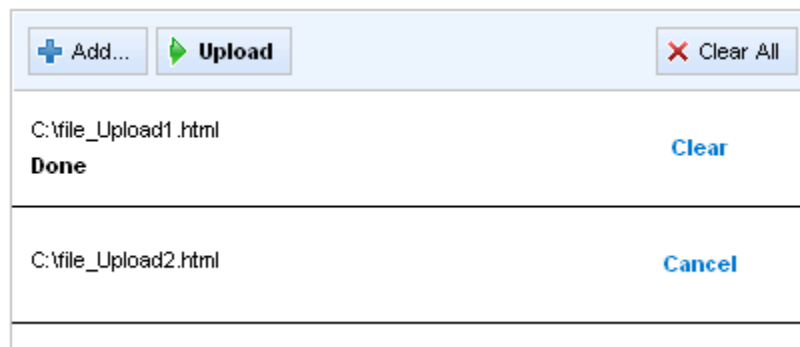 Add... Upload Clear All
C:\file_Upload1.html
Clear
Done
C:\file_Upload2.html
Cancel